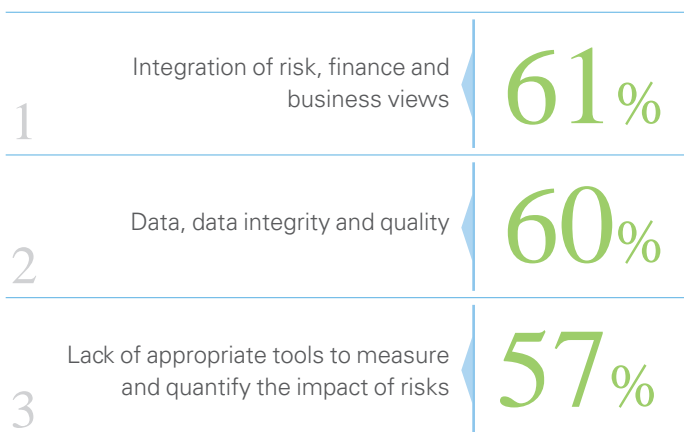 1
Integration of risk, finance and
business views
61%
2
Data, data integrity and quality
60%
3
Lack of appropriate tools to measure
and quantify the impact of risks
57%